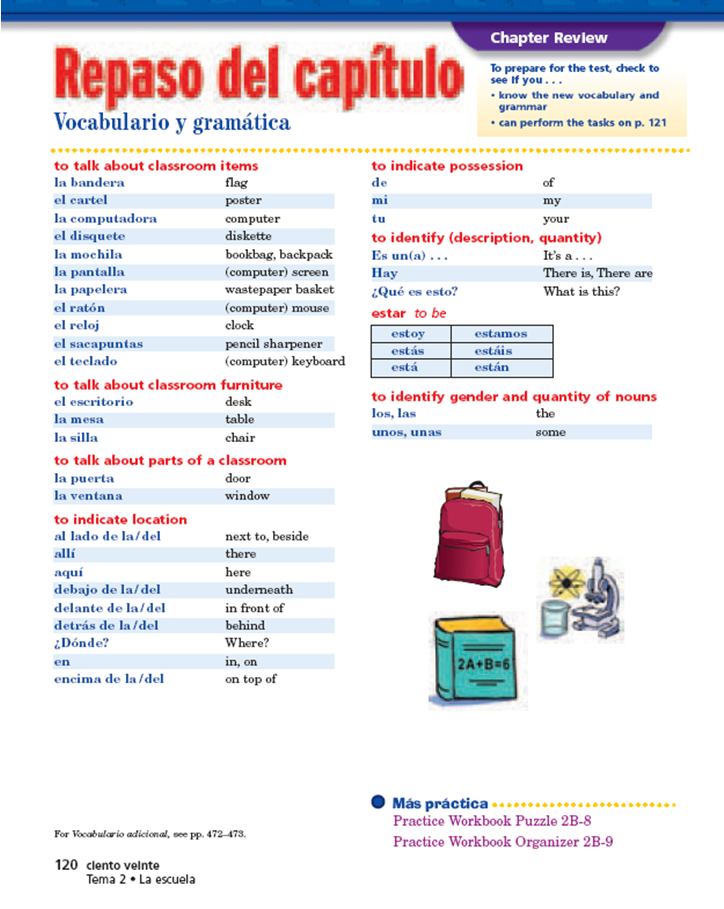 Chapter Review
Repaso del capítulo
Vocabulario y gramática
To prepare for the test, check to
see if you . . .
• know the new vocabulary and
grammar
• can perform the tasks on p. 121
to talk about classroom items
la bandera flag
el cartel poster
la computadora computer
el disquete diskette
la mochila bookbag, backpack
la pantalla (computer) screen
la papelera wastepaper basket
el ratón (computer) mouse
el reloj clock
el sacapuntas pencil sharpener
el teclado (computer) keyboard
to talk about classroom furniture
el escritorio desk
la mesa table
la silla chair
to talk about parts of a classroom
la puerta door
la ventana window
to indicate location
al lado de la/del next to, beside
allí there
aquí here
debajo de la/del underneath
delante de la/del in front of
detrás de la/del behind
¿Dónde? Where?
en in, on
encima de la/del on top of
to indicate possession
de of
mi my
tu your
to identify (description, quantity)
Es un(a) . . . It's a . . .
Hay There is, There are
¿Qué es esto? What is this?
estar to be
estoy estamos
estás estáis
está están
to identify gender and quantity of nouns
los, las the
unos, unas some
2A+B=6
Más práctica
Practice Workbook Puzzle 2B-8
Practice Workbook Organizer 2B-9
For Vocabulario adicional, see pp. 472–473.
120 ciento veinte
Tema 2 • La escuela